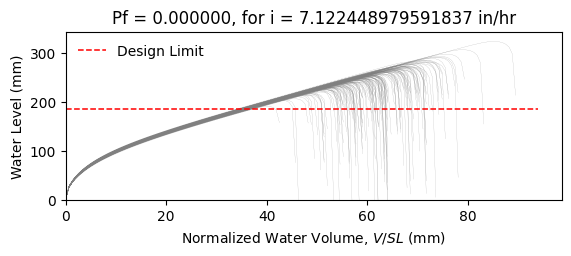 Pf = 0.000000, for i = 7.122448979591837 in/hr
Design Limit
Water Level (mm)
300
200
100
0
0 20 40 60 80
Normalized Water Volume, V/SL (mm)